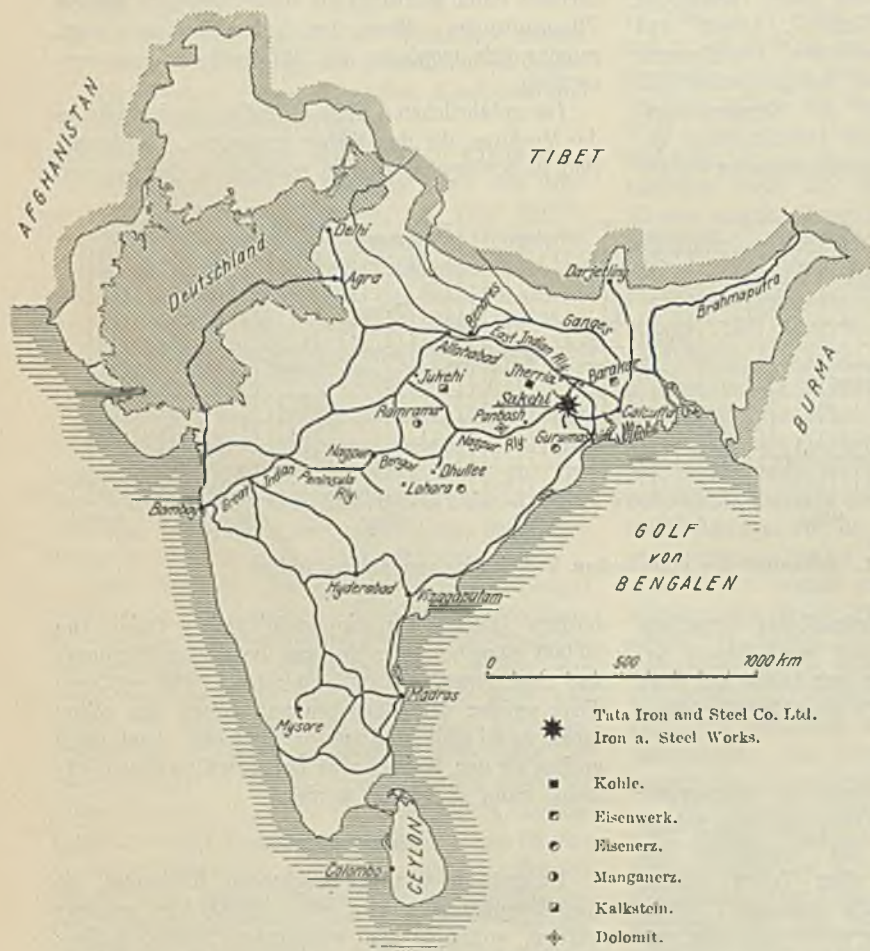 AFGHANISTAN
TIBET
Deutschland
Delhi
Agra
Darjeeling
Brahmaputra
BURMA
Benares
Ganges
Allahabad
East Indian Rly.
Jukehi
Jherria
Barakar
Sakchi
Ramrama
Panbosh
Calcutta
Nagpur Rly.
Gurumaishi
Nagpur
Bengal
Dhullee
Lohara
Great Indian Peninsula Rly.
Bombay
GOLF
von
BENGALEN
Hyderabad
Vizagapatam
0 500 1000 km
Madras
Mysore
CEYLON
Colombo
Tata Iron and Steel Co. Ltd.
Iron a. Steel Works.
Kohle.
Eisenwerk.
Eisenerz.
Manganerz.
Kalkstein.
Dolomit.